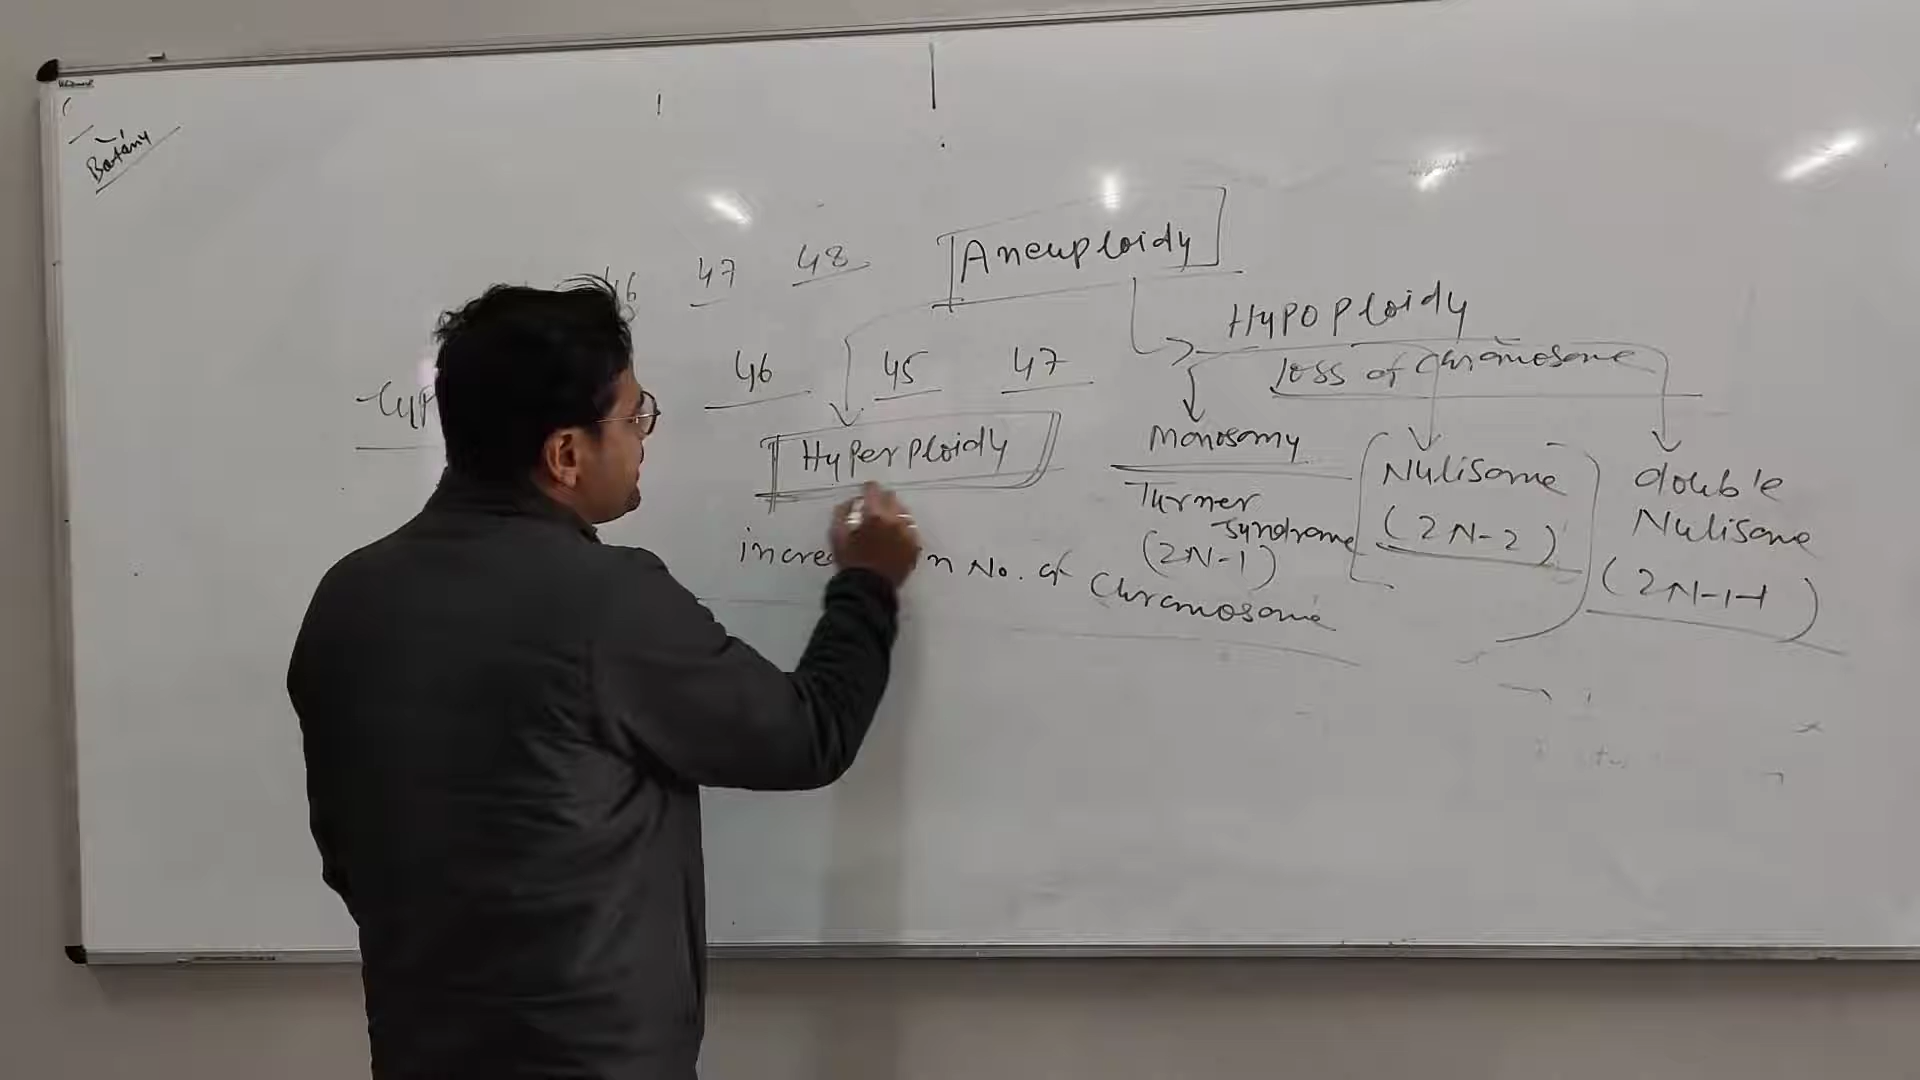 Botany
46 47 48
Aneuploidy
Hypoploidy
loss of chromosome
46 45 47
Hyperploidy
in No. of Chromosome
Monosomy
Turner
Syndrome
(2N-1)
Nulisome
(2N-2)
double
Nulisome
(2N-1-1)